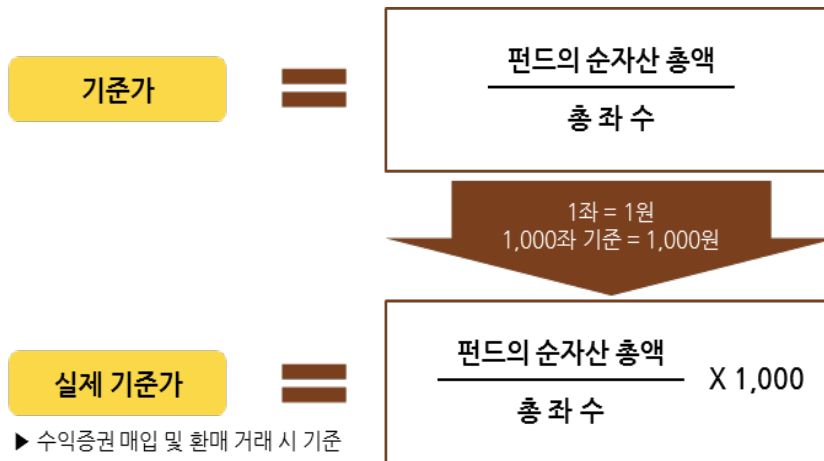 기준가
펀드의 순자산 총액
총 좌 수
1좌 = 1원
1,000좌 기준 = 1,000원
실제 기준가
펀드의 순자산 총액
총 좌 수
X 1,000
▶ 수익증권 매입 및 환매 거래 시 기준